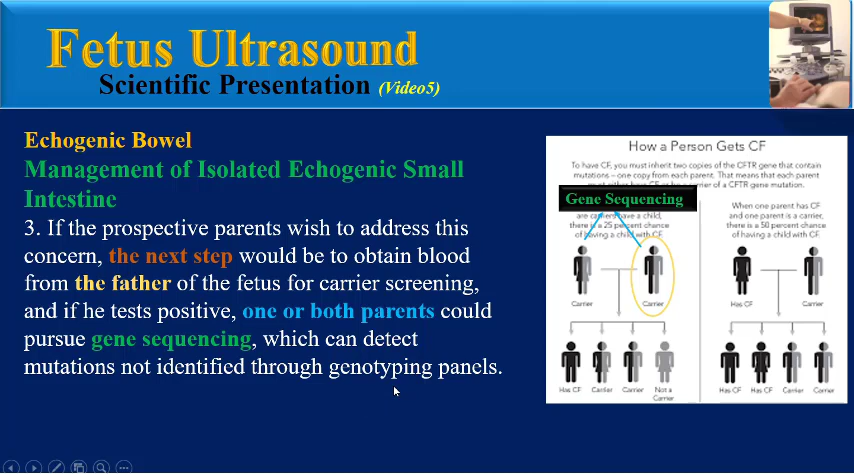 Fetus Ultrasound
Scientific Presentation (Video5)
Echogenic Bowel
Management of Isolated Echogenic Small
Intestine
3. If the prospective parents wish to address this
concern, the next step would be to obtain blood
from the father of the fetus for carrier screening,
and if he tests positive, one or both parents could
pursue gene sequencing, which can detect
mutations not identified through genotyping panels.
How a Person Gets CF
To have CF, you must inherit two copies of the CFTR gene that contain
mutations – one copy from each parent. That means that each parent
of a CFTR gene mutation.
Gene Sequencing
are carriers have a child,
there is a 25 percent chance
of having a child with CF.
Carrier
Carrier
Has CF
Carrier
Carrier
Not a
Carrier
When one parent has CF
and one parent is a carrier,
there is a 50 percent chance
of having a child with CF.
Has CF
Carrier
Has CF
Has CF
Carrier
Carrier